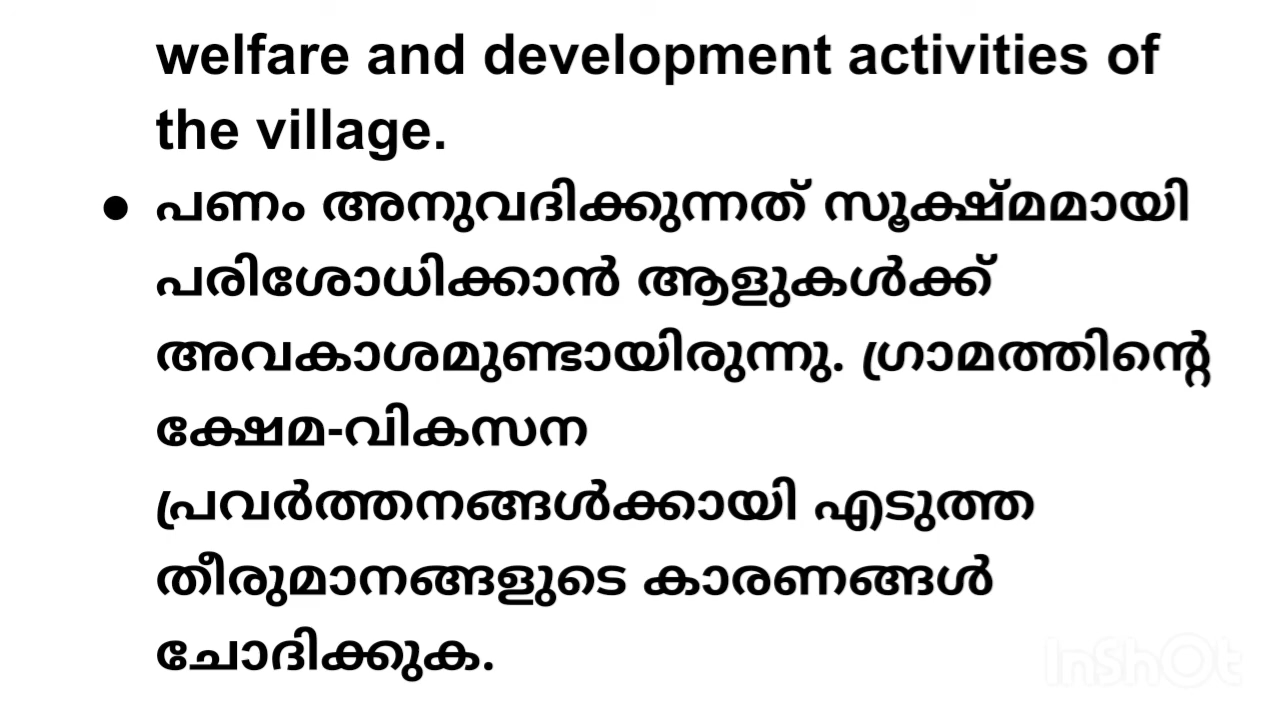 welfare and development activities of
the village.
● പണം അനുവദിക്കുന്നത് സൂക്ഷ്മമായി
പരിശോധിക്കാൻ ആളുകൾക്ക്
അവകാശമുണ്ടായിരുന്നു. ഗ്രാമത്തിന്റെ
ക്ഷേമ-വികസന
പ്രവർത്തനങ്ങൾക്കായി എടുത്ത
തീരുമാനങ്ങളുടെ കാരണങ്ങൾ
ചോദിക്കുക.
InShOt